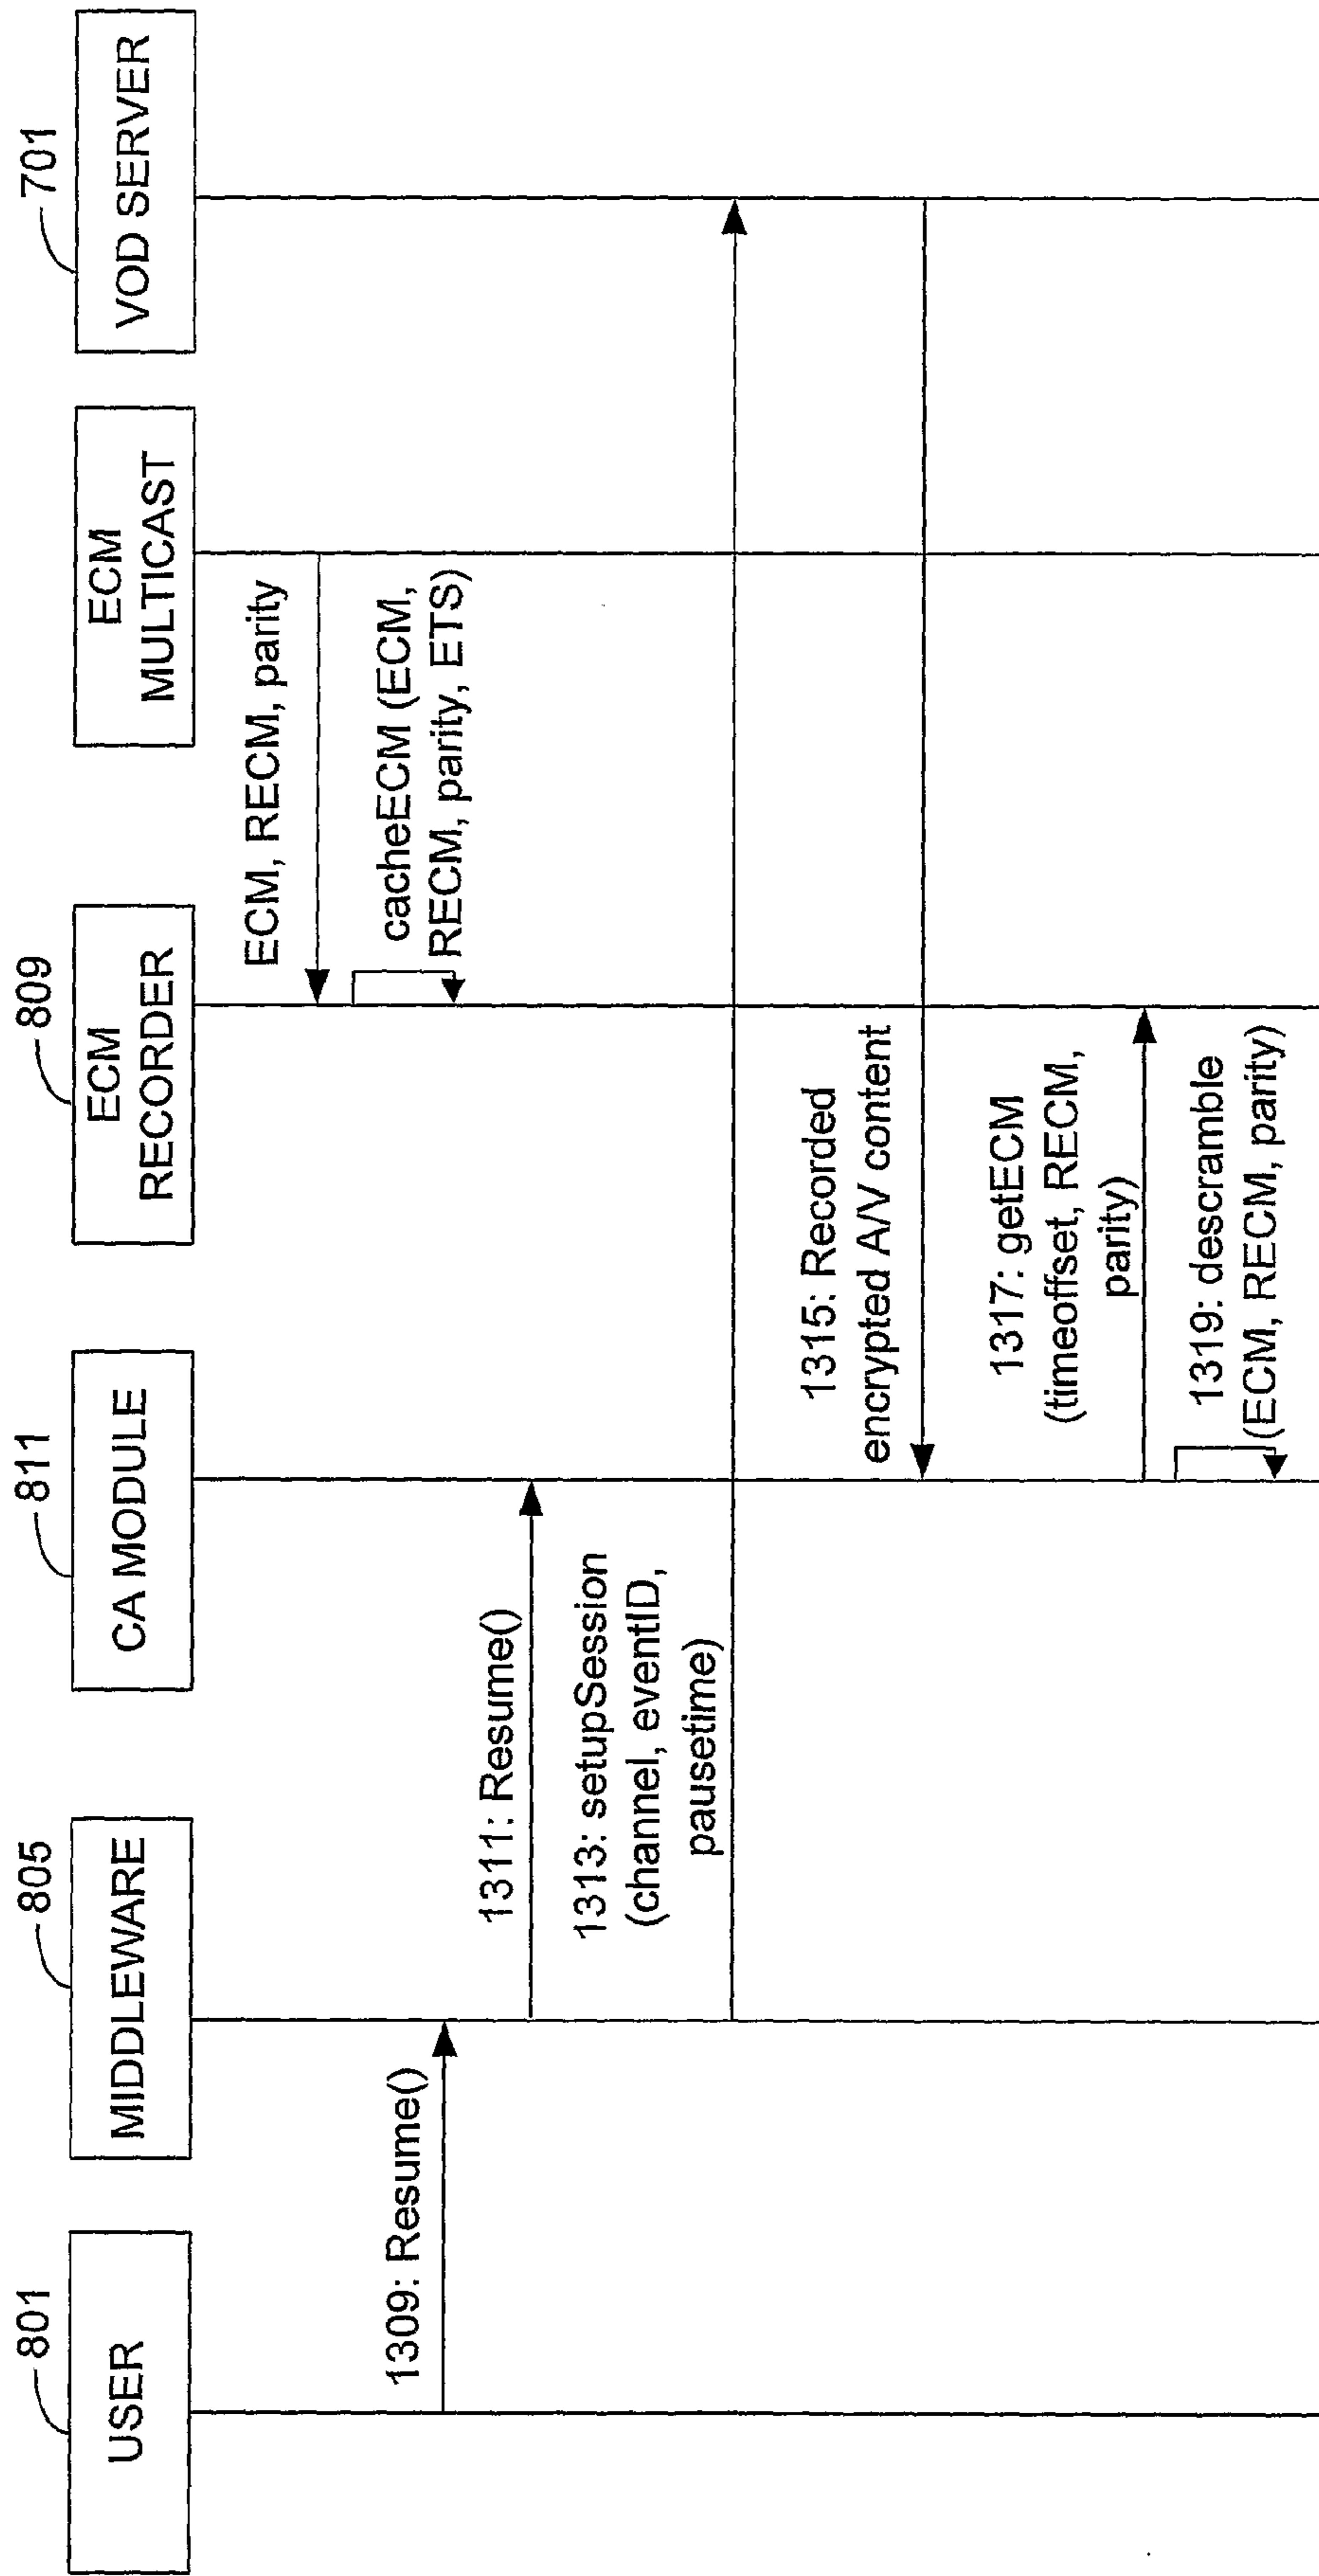 801
USER
805
MIDDLEWARE
811
CA MODULE
809
ECM
RECORDER
ECM
MULTICAST
701
VOD SERVER
ECM, RECM, parity
cacheECM (ECM,
RECM, parity, ETS)
1309: Resume()
1311: Resume()
1313: setupSession
(channel, eventID,
pausetime)
1315: Recorded
encrypted A/V content
1317: getECM
(timeoffset, RECM,
parity)
1319: descramble
(ECM, RECM, parity)